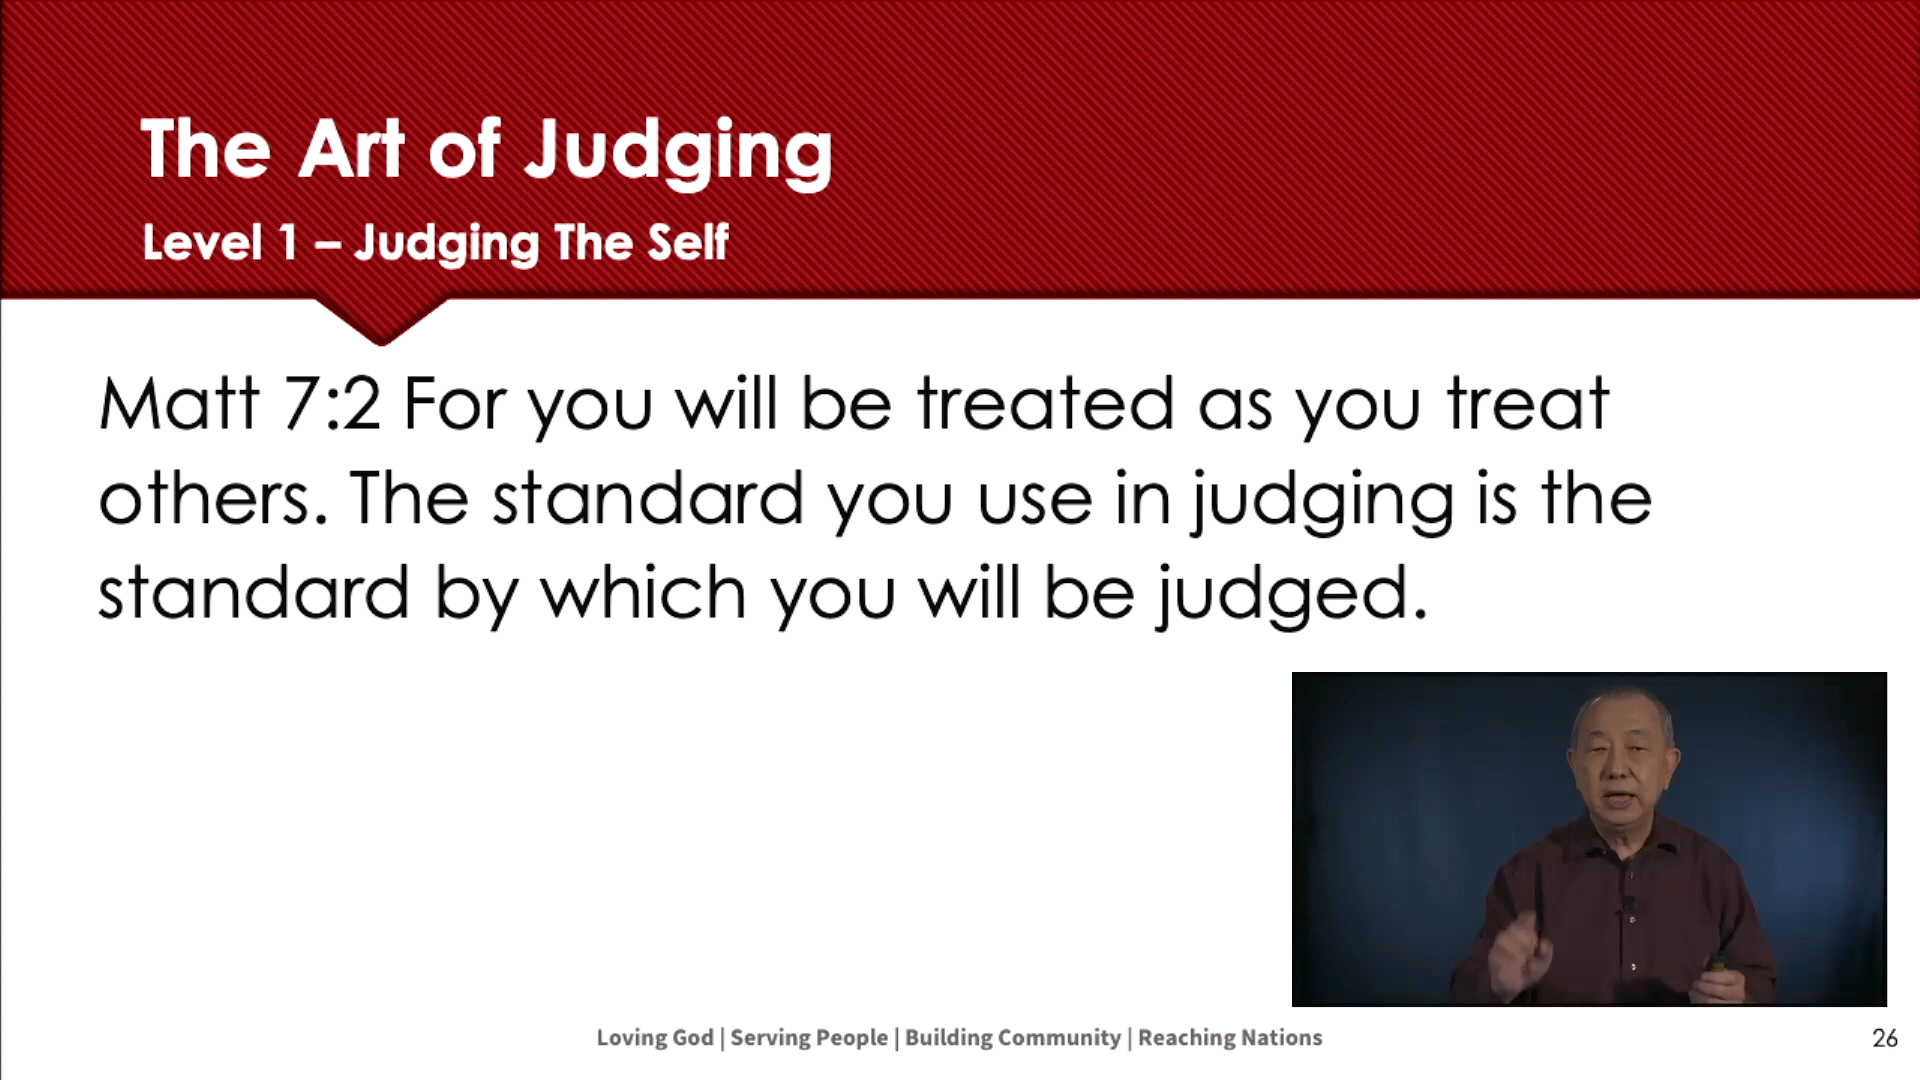 The Art of Judging
Level 1 – Judging The Self
Matt 7:2 For you will be treated as you treat
others. The standard you use in judging is the
standard by which you will be judged.
Loving God | Serving People | Building Community | Reaching Nations
26